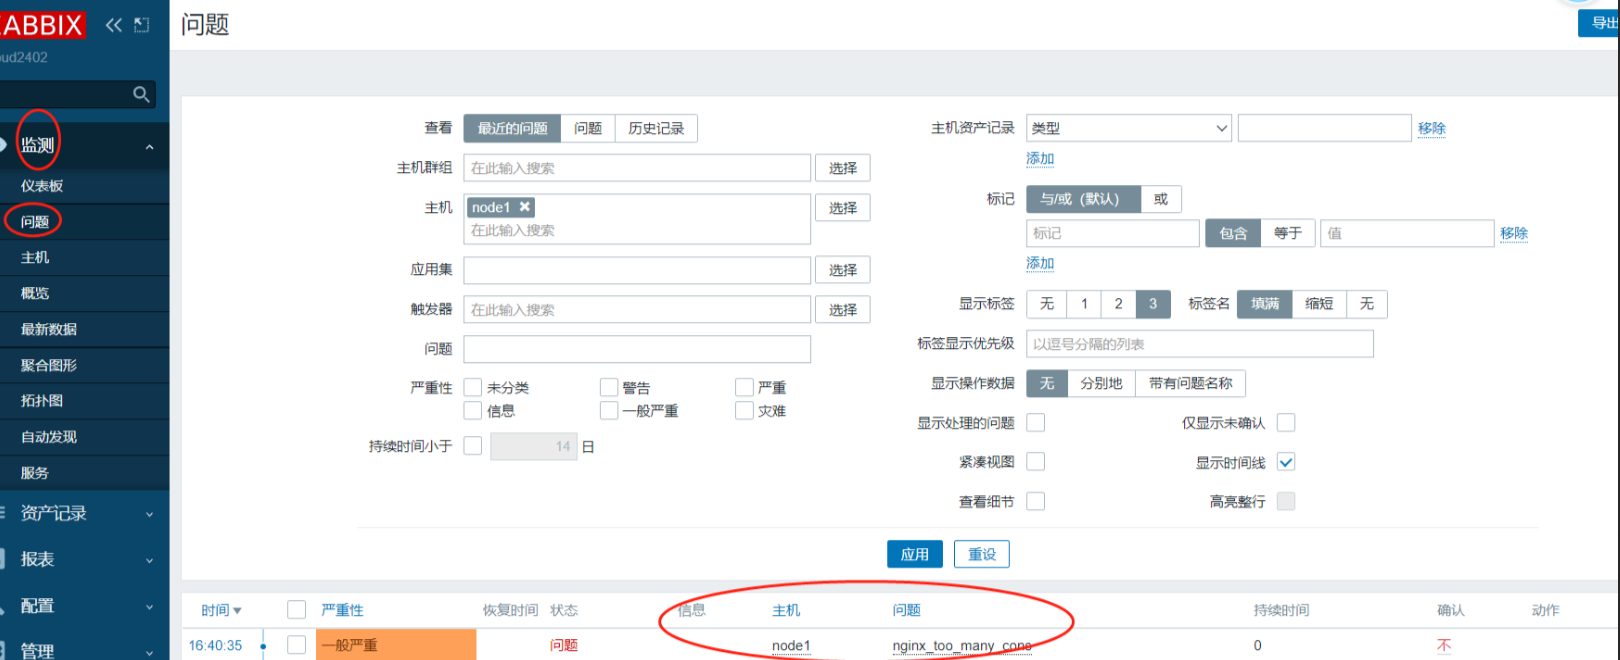 ZABBIX
问题
导出
oud2402
监测
仪表板
问题
主机
概览
最新数据
聚合图形
拓扑图
自动发现
服务
资产记录
报表
配置
管理
查看 最近的问题 问题 历史记录
主机群组 在此输入搜索 选择
主机 node1 选择
在此输入搜索
应用集 选择
触发器 在此输入搜索 选择
问题
严重性 未分类 警告 严重
信息 一般严重 灾难
持续时间小于 14 日
主机资产记录 类型 移除
添加
标记 与/或 (默认) 或
标记 包含 等于 值 移除
添加
显示标签 无 1 2 3 标签名 填满 缩短 无
标签显示优先级 以逗号分隔的列表
显示操作数据 无 分别地 带有问题名称
显示处理的问题 仅显示未确认
紧凑视图 显示时间线
查看细节 高亮整行
应用 重设
时间 严重性 恢复时间 状态 信息 主机 问题 持续时间 确认 动作
16:40:35 一般严重 问题 node1 nginx_too_many_cons 0 不